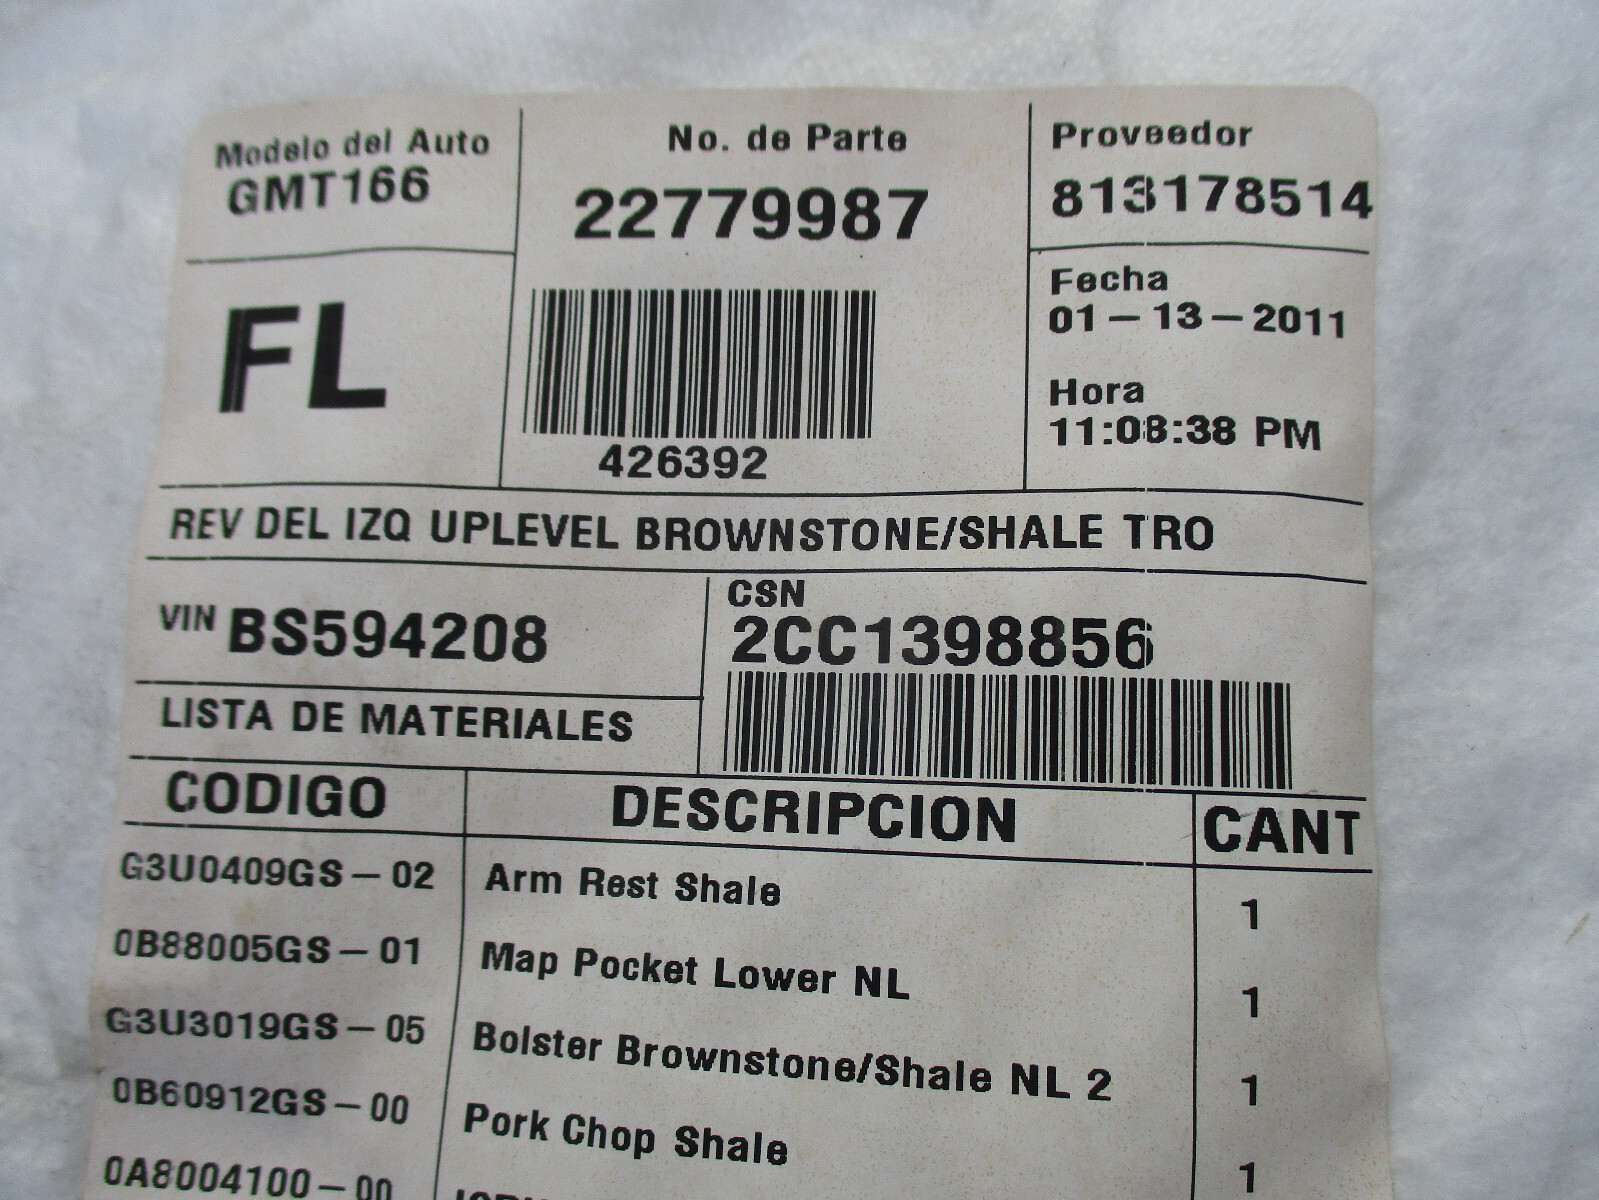 Modelo del Auto
GMT166
No. de Parte
22779987
Proveedor
813178514
FL
426392
Fecha
01-13-2011
Hora
11:08:38 PM
REV DEL IZQ UPLEVEL BROWNSTONE/SHALE TRO
VIN BS594208
CSN
2CC1398856
LISTA DE MATERIALES
CODIGO DESCRIPCION CANT
G3U0409GS-02 Arm Rest Shale 1
0B88005GS-01 Map Pocket Lower NL 1
G3U3019GS-05 Bolster Brownstone/Shale NL 2 1
0B60912GS-00 Pork Chop Shale 1
0A8004100-00